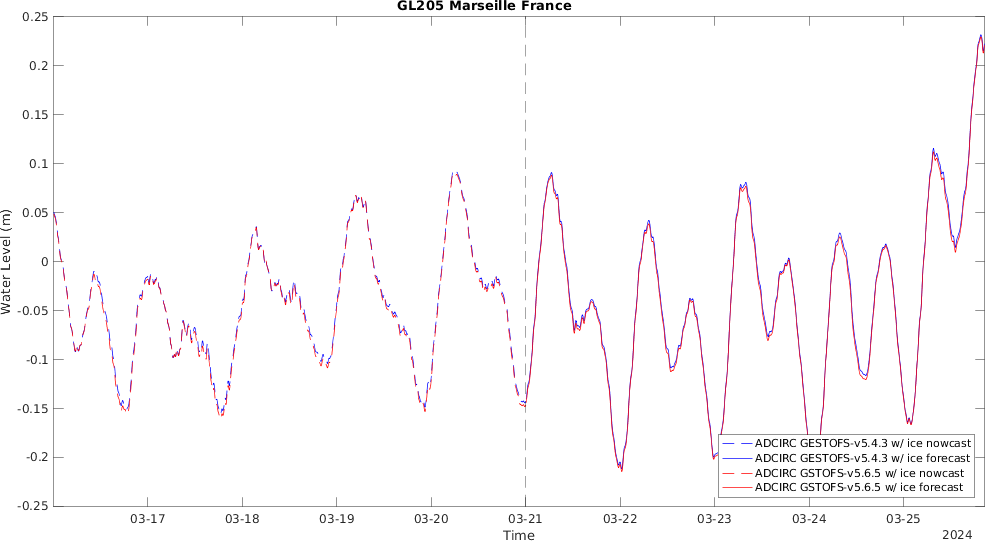 GL205 Marseille France
0.25
0.2
0.15
0.1
0.05
0
-0.05
-0.1
-0.15
-0.2
-0.25
Water Level (m)
ADCIRC GESTOFS-v5.4.3 w/ ice nowcast
ADCIRC GESTOFS-v5.4.3 w/ ice forecast
ADCIRC GSTOFS-v5.6.5 w/ ice nowcast
ADCIRC GSTOFS-v5.6.5 w/ ice forecast
03-17 03-18 03-19 03-20 03-21 03-22 03-23 03-24 03-25
Time
2024